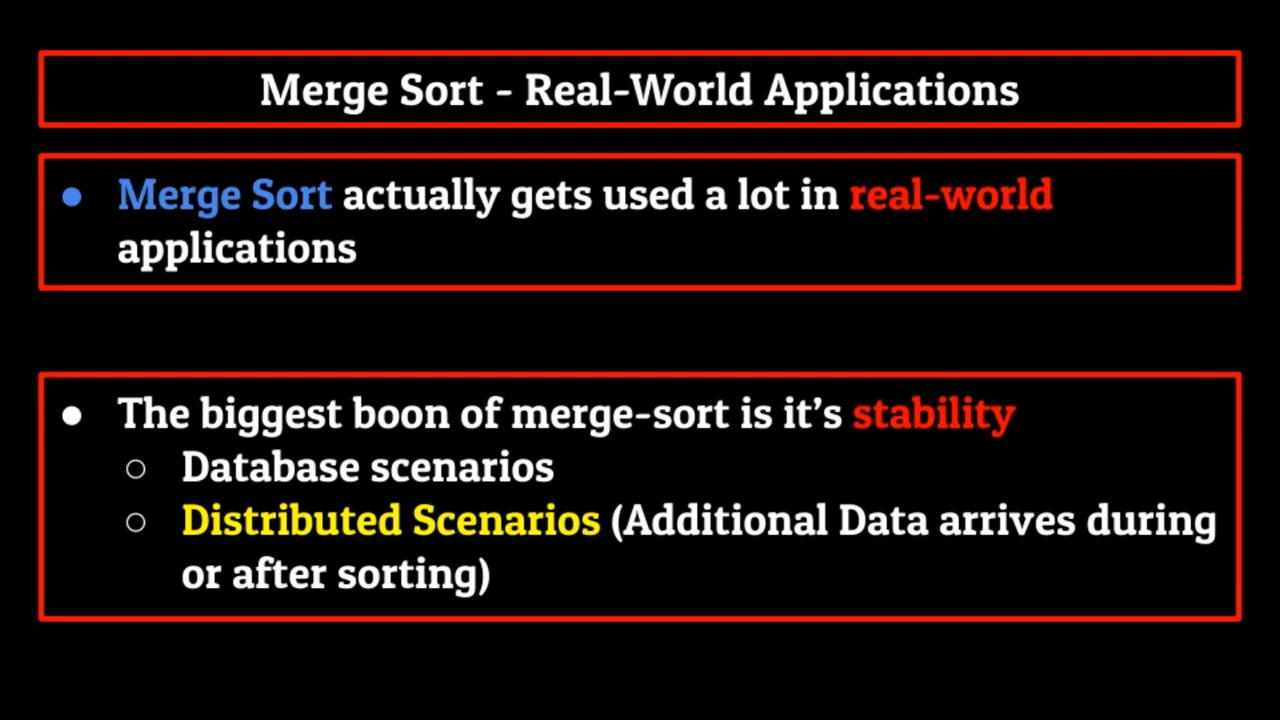 Merge Sort - Real-World Applications
● Merge Sort actually gets used a lot in real-world
applications
● The biggest boon of merge-sort is it’s stability
○ Database scenarios
○ Distributed Scenarios (Additional Data arrives during
or after sorting)